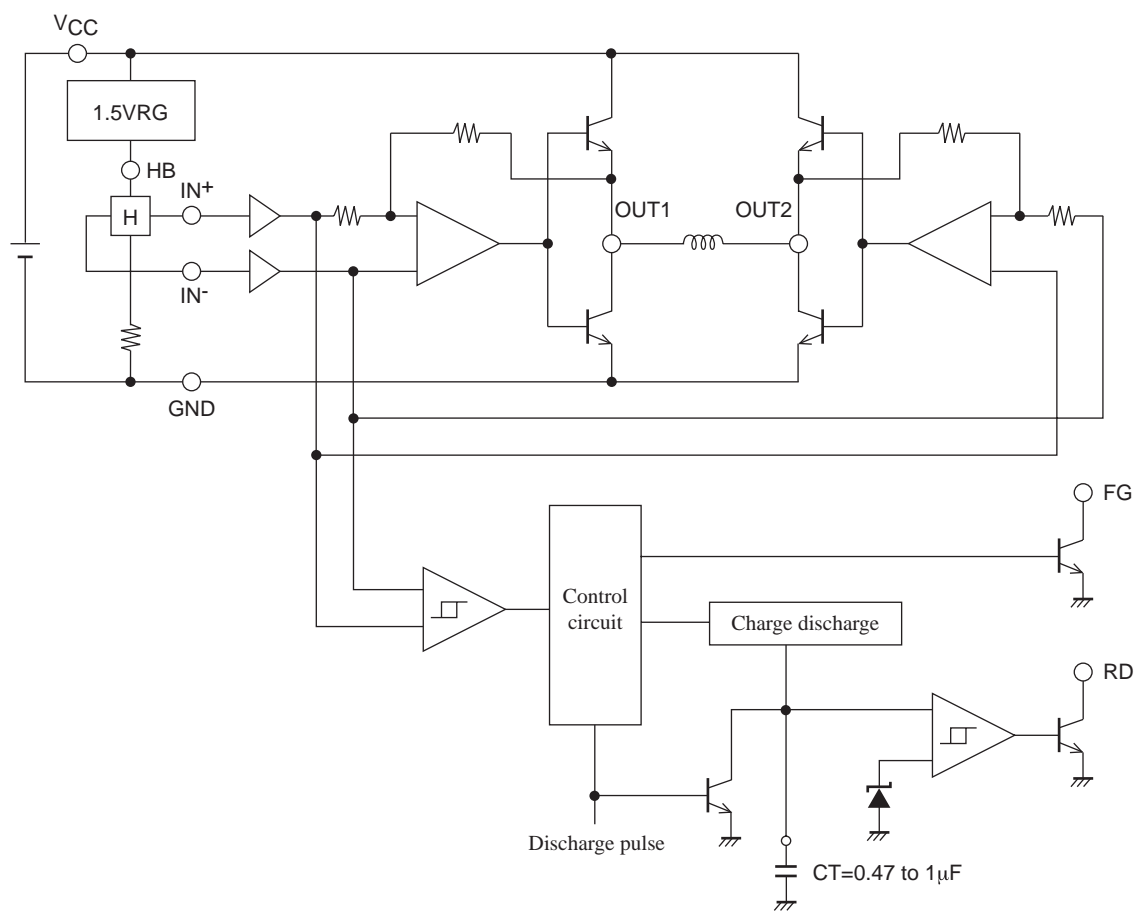 VCC
1.5VRG
HB
IN+
H
OUT1
OUT2
IN-
GND
FG
Control
circuit
Charge discharge
RD
Discharge pulse
CT=0.47 to 1μF